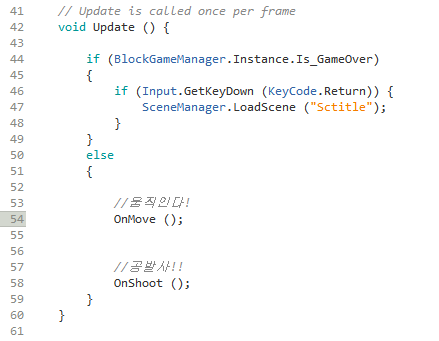 41 // Update is called once per frame
42 void Update () {
43
44 if (BlockGameManager.Instance.Is_GameOver)
45 {
46 if (Input.GetKeyDown (KeyCode.Return)) {
47 SceneManager.LoadScene ("Sctitle");
48 }
49 }
50 else
51 {
52
53 //움직인다!
54 OnMove ();
55
56
57 //공발사!!
58 OnShoot ();
59 }
60 }
61